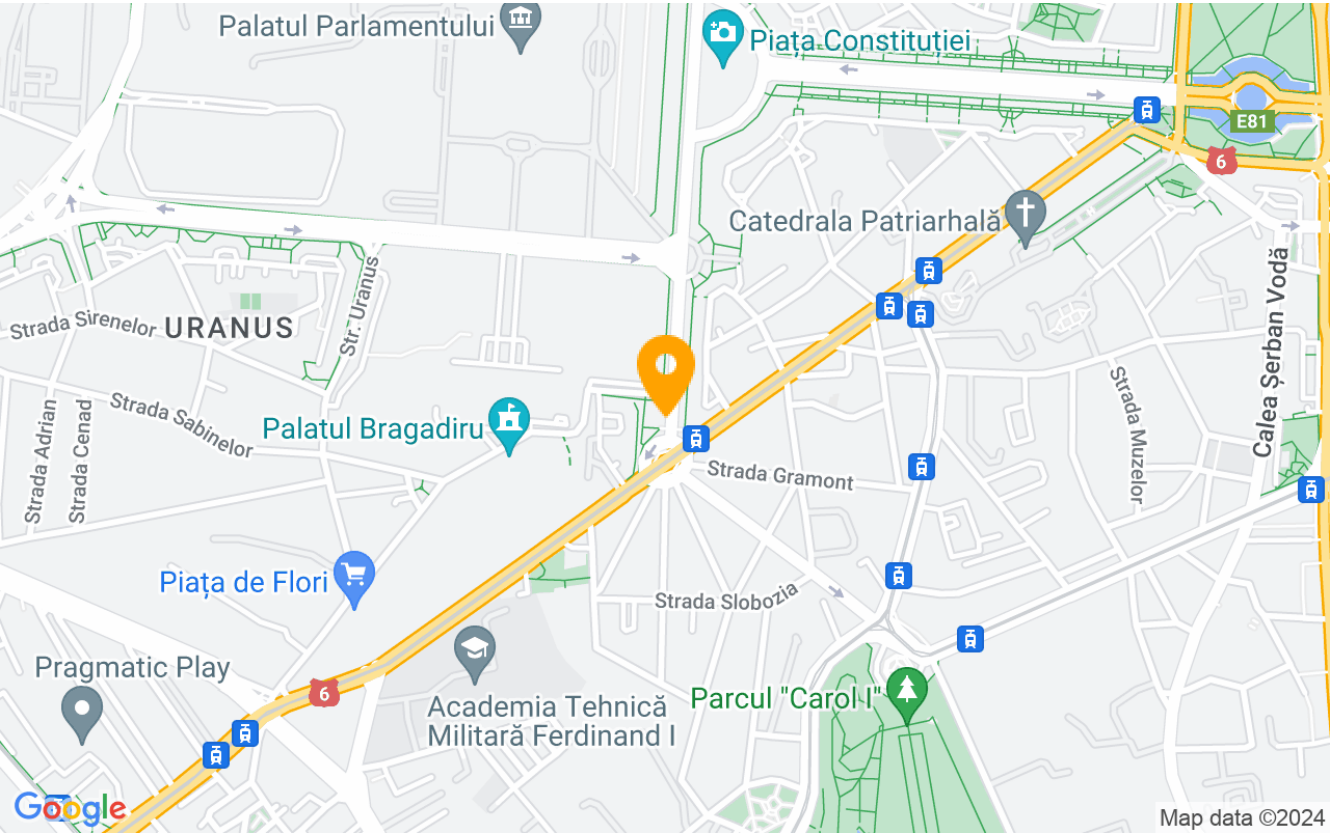 Palatul Parlamentului
Piața Constituției
E81
6
Catedrala Patriarhală
Calea Șerban Vodă
Str. Uranus
Strada Sirenelor
URANUS
Strada Muzelor
Strada Adrian
Strada Cenad
Strada Sabinelor
Palatul Bragadiru
Strada Gramont
Piața de Flori
Strada Slobozia
Pragmatic Play
6
Academia Tehnică
Militară Ferdinand I
Parcul "Carol I"
Google
Map data ©2024